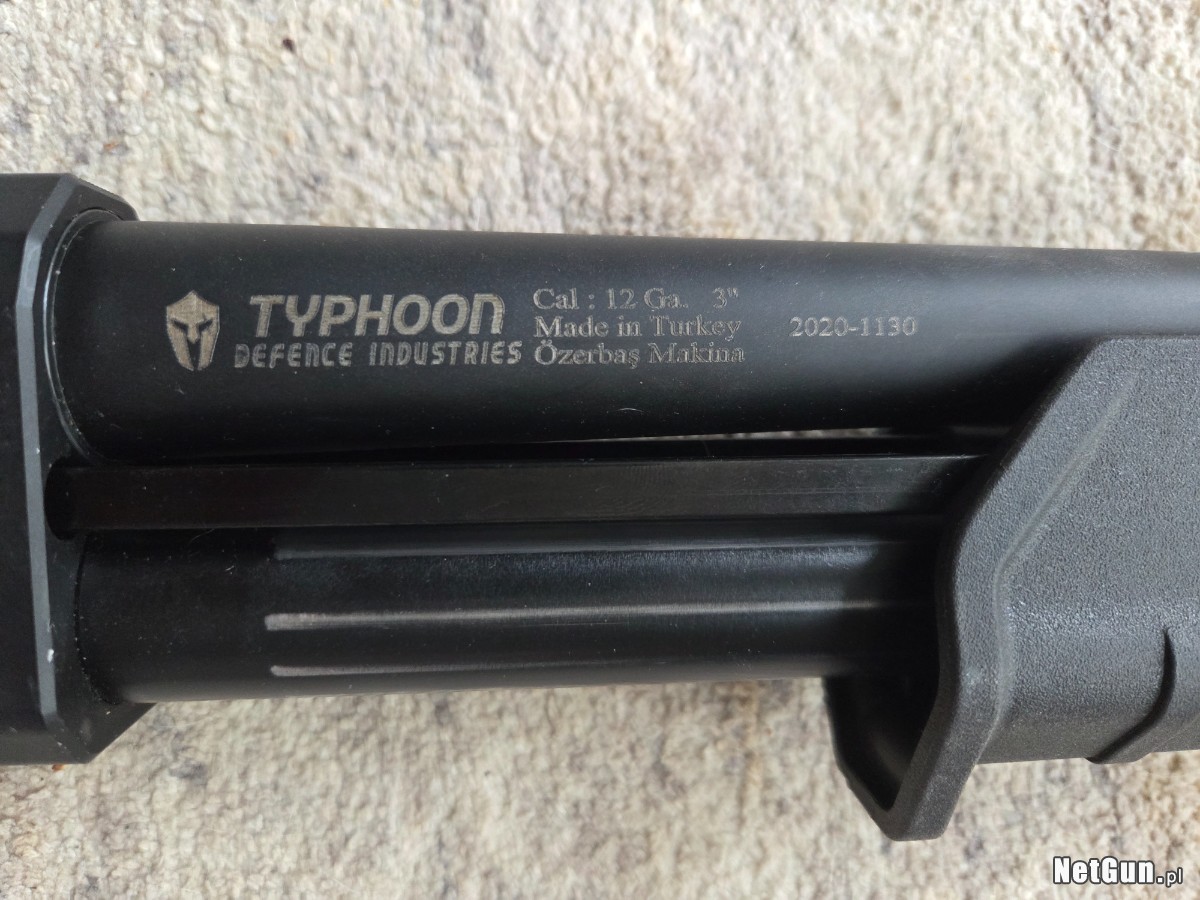 TYPHOON
DEFENCE INDUSTRIES
Cal : 12 Ga. 3"
Made in Turkey
Özerbaş Makina
2020-1130
NetGun.pl